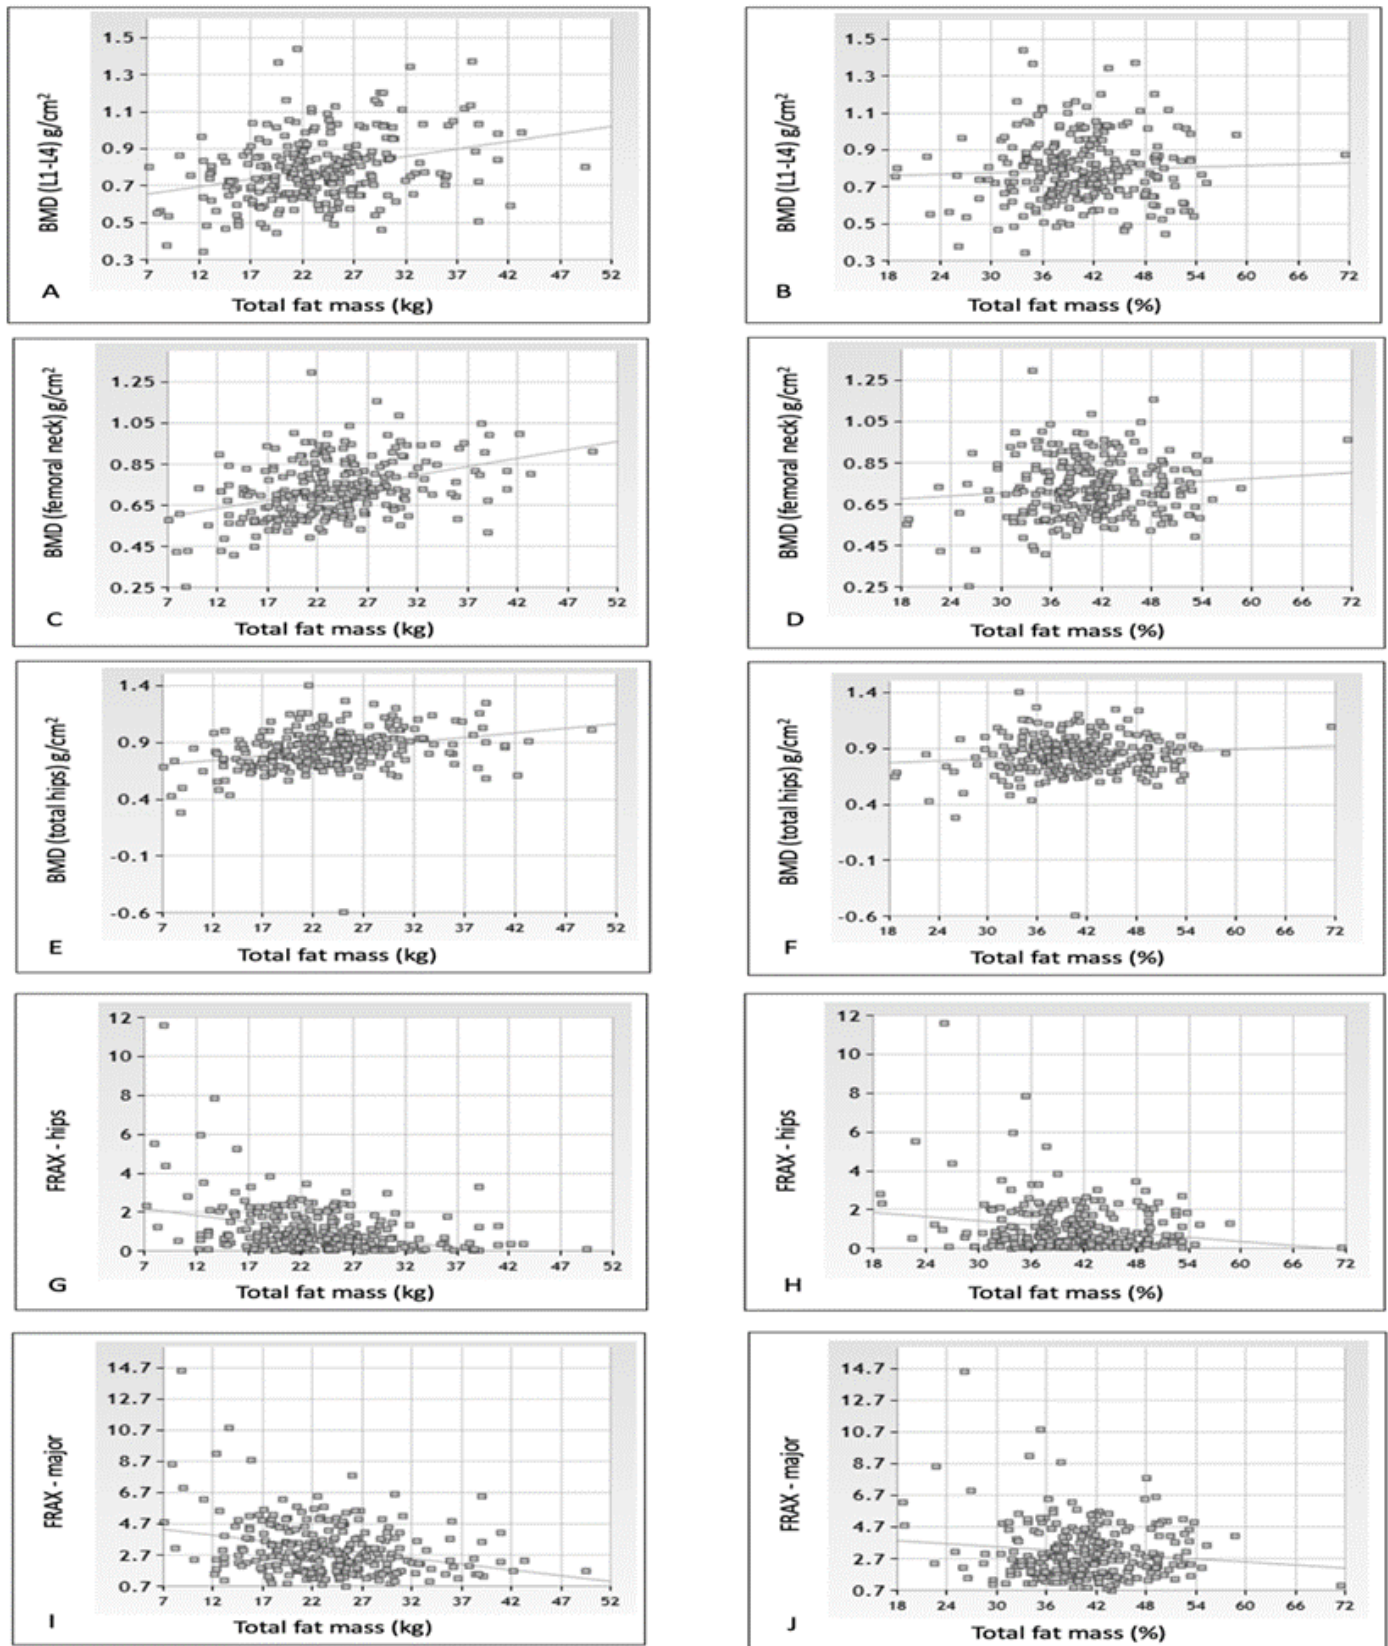 1.5
1.3
1.1
0.9
0.7
0.5
0.3
BMD (L1-L4) g/cm²
7 12 17 22 27 32 37 42 47 52
A
Total fat mass (kg)
1.5
1.3
1.1
0.9
0.7
0.5
0.3
BMD (L1-L4) g/cm²
18 24 30 36 42 48 54 60 66 72
B
Total fat mass (%)
1.25
1.05
0.85
0.65
0.45
0.25
BMD (femoral neck) g/cm²
7 12 17 22 27 32 37 42 47 52
C
Total fat mass (kg)
1.25
1.05
0.85
0.65
0.45
0.25
BMD (femoral neck) g/cm²
18 24 30 36 42 48 54 60 66 72
D
Total fat mass (%)
1.4
0.9
0.4
-0.1
-0.6
BMD (total hips) g/cm²
7 12 17 22 27 32 37 42 47 52
E
Total fat mass (kg)
1.4
0.9
0.4
-0.1
-0.6
BMD (total hips) g/cm²
18 24 30 36 42 48 54 60 66 72
F
Total fat mass (%)
12
10
8
6
4
2
0
FRAX - hips
7 12 17 22 27 32 37 42 47 52
G
Total fat mass (kg)
12
10
8
6
4
2
0
FRAX - hips
18 24 30 36 42 48 54 60 66 72
H
Total fat mass (%)
14.7
12.7
10.7
8.7
6.7
4.7
2.7
0.7
FRAX - major
7 12 17 22 27 32 37 42 47 52
I
Total fat mass (kg)
14.7
12.7
10.7
8.7
6.7
4.7
2.7
0.7
FRAX - major
18 24 30 36 42 48 54 60 66 72
J
Total fat mass (%)